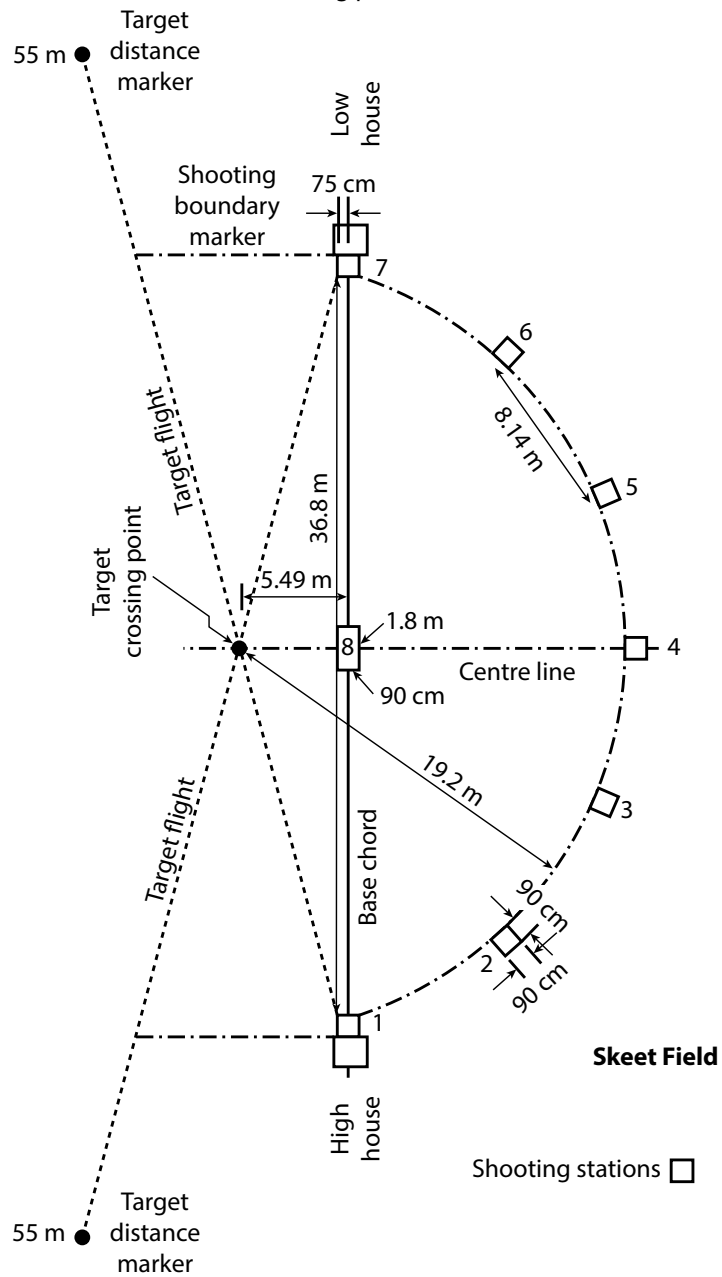 Target
distance
marker
55 m
Low
house
75 cm
Shooting
boundary
marker
7
6
8.14 m
5
Target flight
36.8 m
Target
crossing point
5.49 m
1.8 m
8
4
Centre line
90 cm
19.2 m
3
Target flight
Base chord
90 cm
2
90 cm
1
Skeet Field
High
house
Shooting stations
Target
distance
marker
55 m